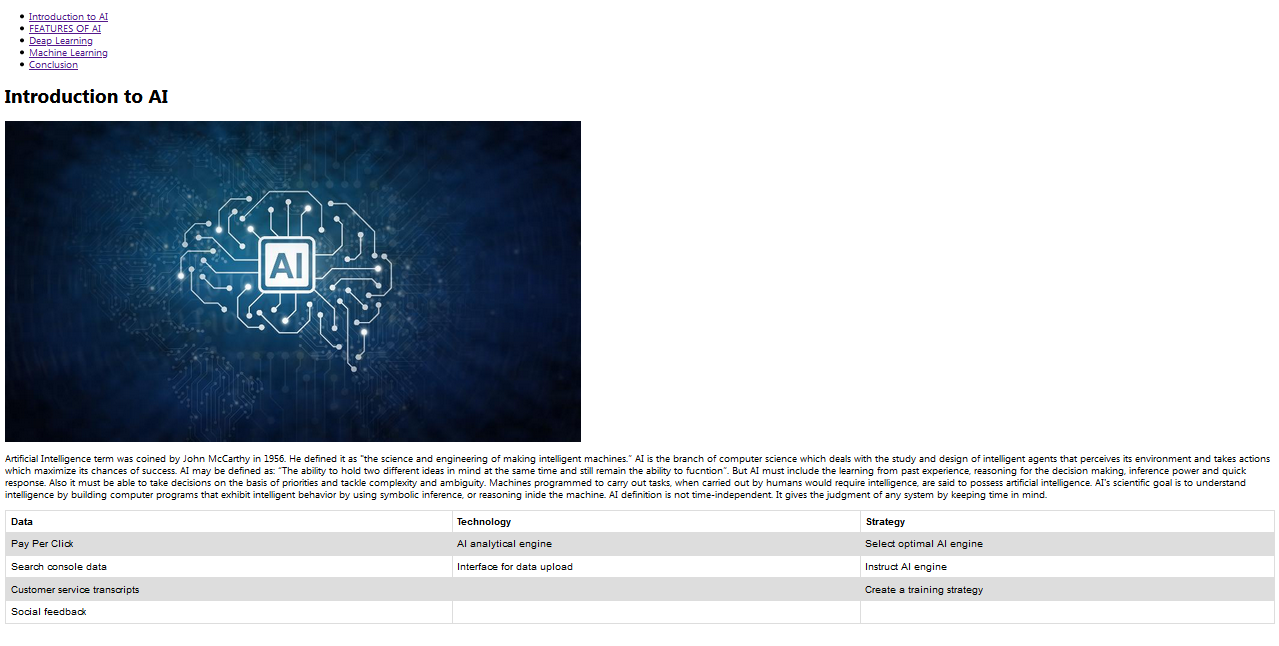 Introduction to AI
FEATURES OF AI
Deap Learning
Machine Learning
Conclusion
Introduction to AI
AI
Artificial Intelligence term was coined by John McCarthy in 1956. He defined it as "the science and engineering of making intelligent machines." AI is the branch of computer science which deals with the study and design of intelligent agents that perceives its environment and takes actions
which maximize its chances of success. AI may be defined as: "The ability to hold two different ideas in mind at the same time and still remain the ability to fucntion". But AI must include the learning from past experience, reasoning for the decision making, inference power and quick
response. Also it must be able to take decisions on the basis of priorities and tackle complexity and ambiguity. Machines programmed to carry out tasks, when carried out by humans would require intelligence, are said to possess artificial intelligence. AI's scientific goal is to understand
intelligence by building computer programs that exhibit intelligent behavior by using symbolic inference, or reasoning inide the machine. AI definition is not time-independent. It gives the judgment of any system by keeping time in mind.
Data Technology Strategy
Pay Per Click AI analytical engine Select optimal AI engine
Search console data Interface for data upload Instruct AI engine
Customer service transcripts Create a training strategy
Social feedback